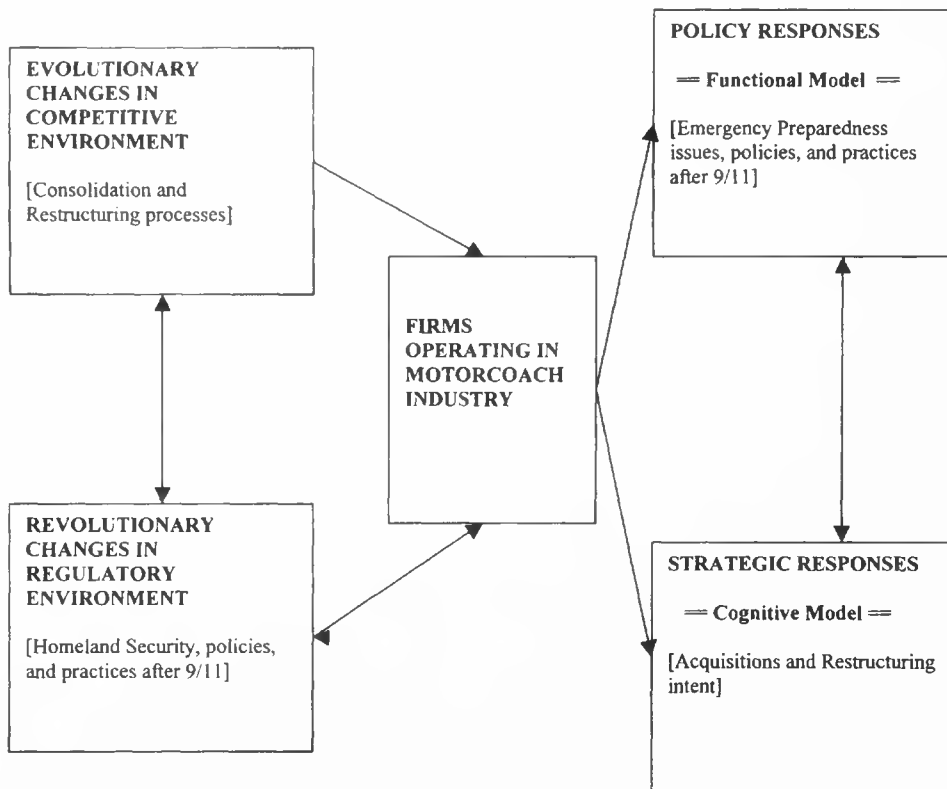 EVOLUTIONARY
CHANGES IN
COMPETITIVE
ENVIRONMENT
[Consolidation and
Restructuring processes]
REVOLUTIONARY
CHANGES IN
REGULATORY
ENVIRONMENT
[Homeland Security, policies,
and practices after 9/11]
FIRMS
OPERATING IN
MOTORCOACH
INDUSTRY
POLICY RESPONSES
== Functional Model ==
[Emergency Preparedness
issues, policies, and practices
after 9/11]
STRATEGIC RESPONSES
== Cognitive Model ==
[Acquisitions and Restructuring
intent]